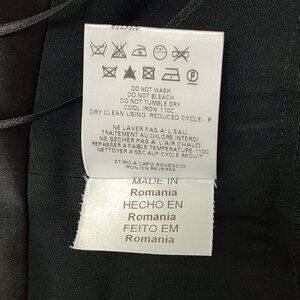 DO NOT WASH
DO NOT BLEACH
DO NOT TUMBLE DRY
COOL IRON 110C
DRY CLEAN USING REDUCED CYCLE - P
NE LAVER PAS A L'EAU
TRAITEMENT AU CHLORE INTERDIT
NE SECHER PAS A L'AIR CHAUD
REPASSER A FAIBLE TEMPERATURE-110C
NETTOYER A SEC-AUF CYCLE REDUIT
STIRO A CAPO ROVESCIO
IRON ON REVERSE
MADE IN
Romania
HECHO EN
Romania
FEITO EM
Romania